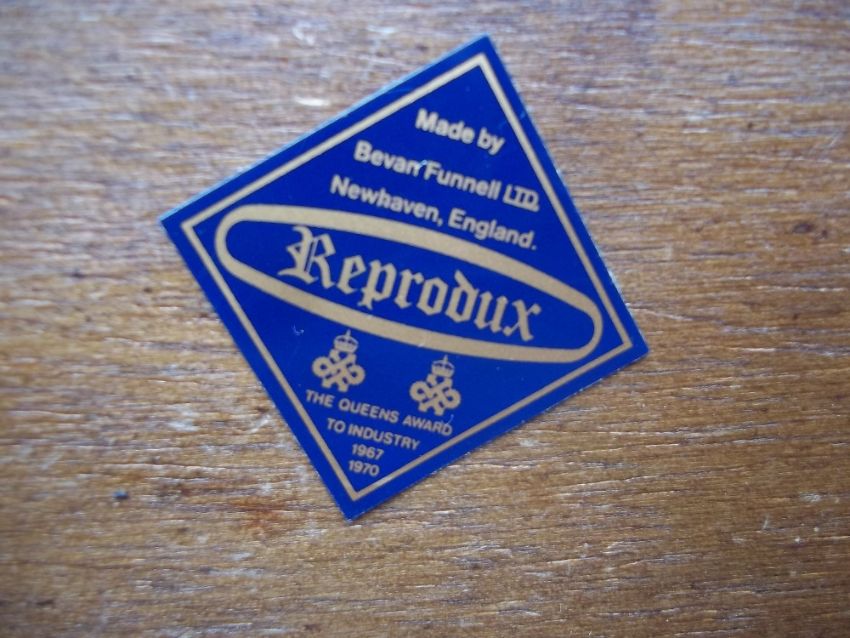 Made by
Bevan Funnell LTD.
Newhaven, England.
Reprodux
THE QUEENS AWARD
TO INDUSTRY
1967
1970